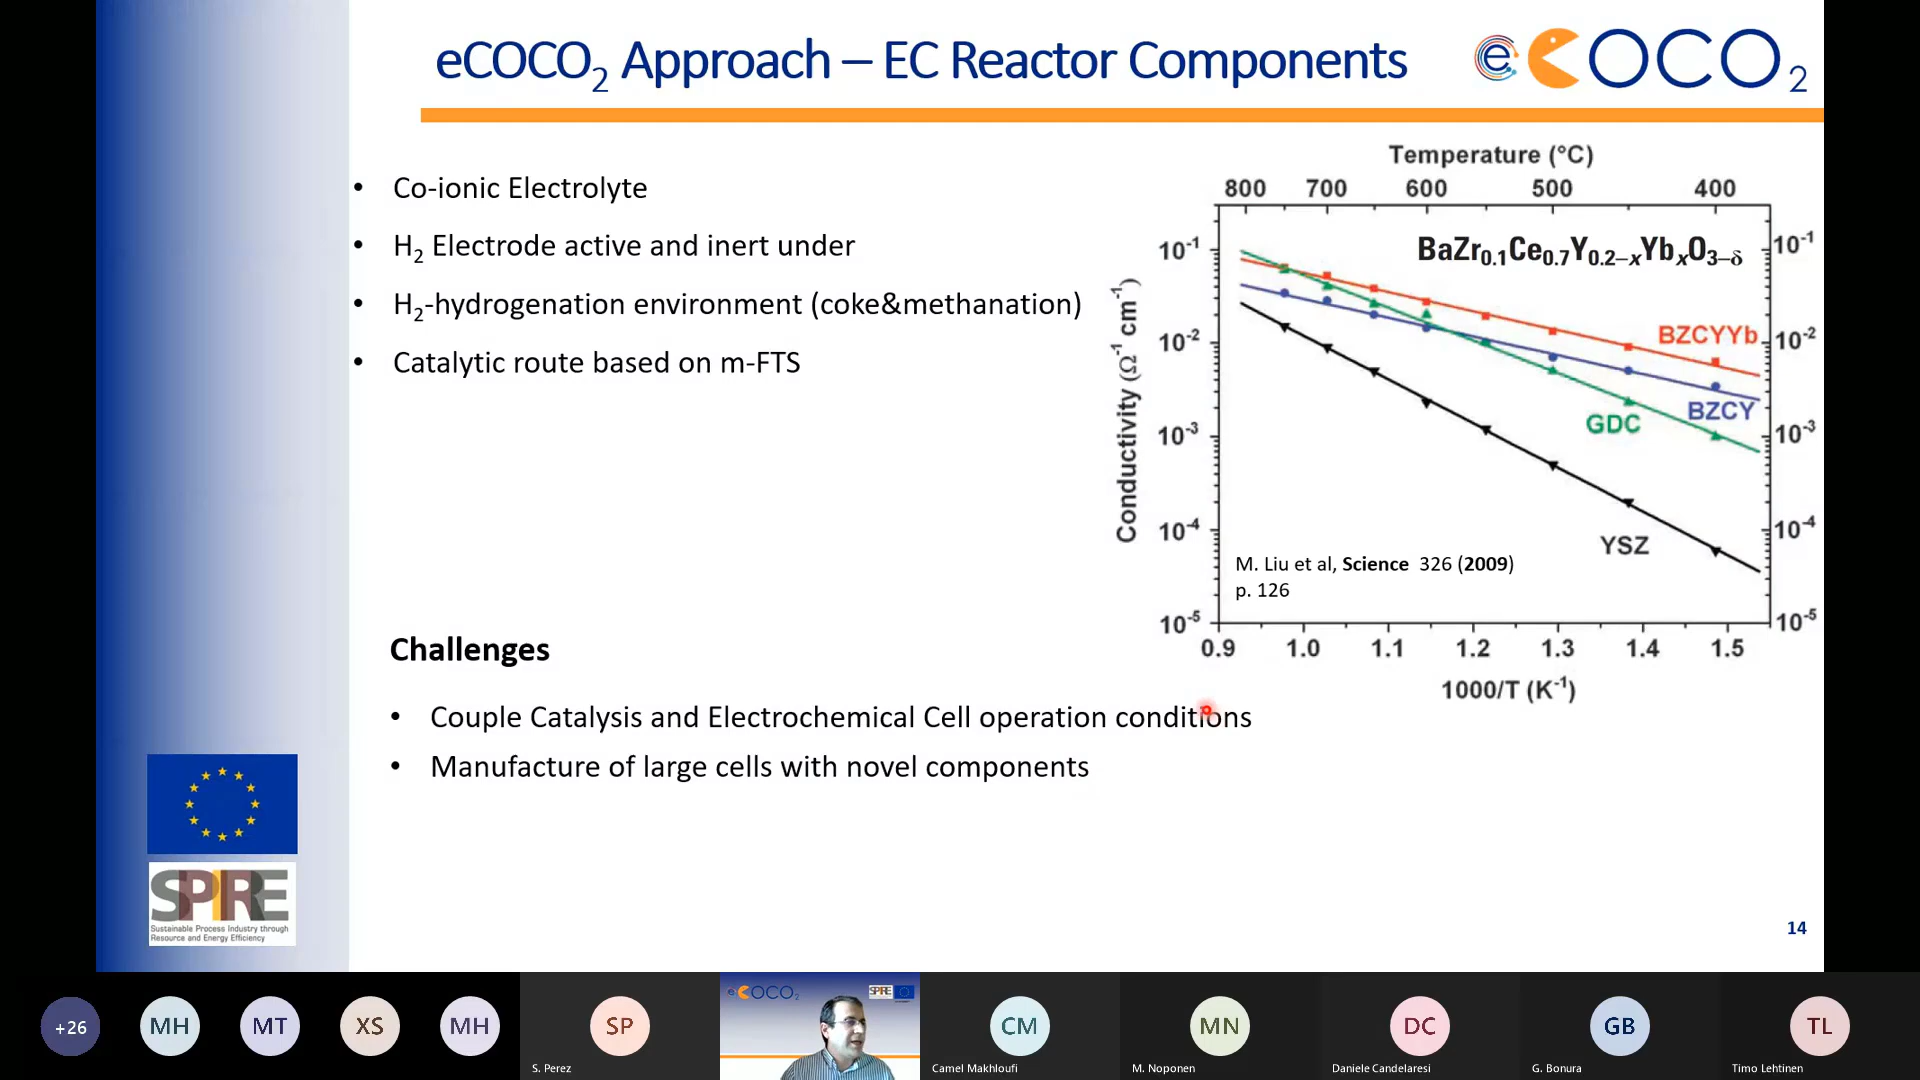 eCOCO₂ Approach – EC Reactor Components
eCOCO₂
• Co-ionic Electrolyte
• H₂ Electrode active and inert under
• H₂-hydrogenation environment (coke&methanation)
• Catalytic route based on m-FTS
Temperature (°C)
800 700 600 500 400
BaZr₀.₁Ce₀.₇Y₀.₂₋ₓYbₓO₃₋δ
Conductivity (Ω⁻¹ cm⁻¹)
10⁻¹ 10⁻¹
10⁻² 10⁻²
10⁻³ 10⁻³
10⁻⁴ 10⁻⁴
10⁻⁵ 10⁻⁵
BZCYYb
BZCY
GDC
YSZ
M. Liu et al, Science 326 (2009)
p. 126
0.9 1.0 1.1 1.2 1.3 1.4 1.5
1000/T (K⁻¹)
Challenges
• Couple Catalysis and Electrochemical Cell operation conditions
• Manufacture of large cells with novel components
SPIRE
Sustainable Process Industry through
Resource and Energy Efficiency
14
+26 MH MT XS MH SP CM MN DC GB TL
eCOCO₂ SPIRE
S. Perez Camel Makhloufi M. Noponen Daniele Candelaresi G. Bonura Timo Lehtinen